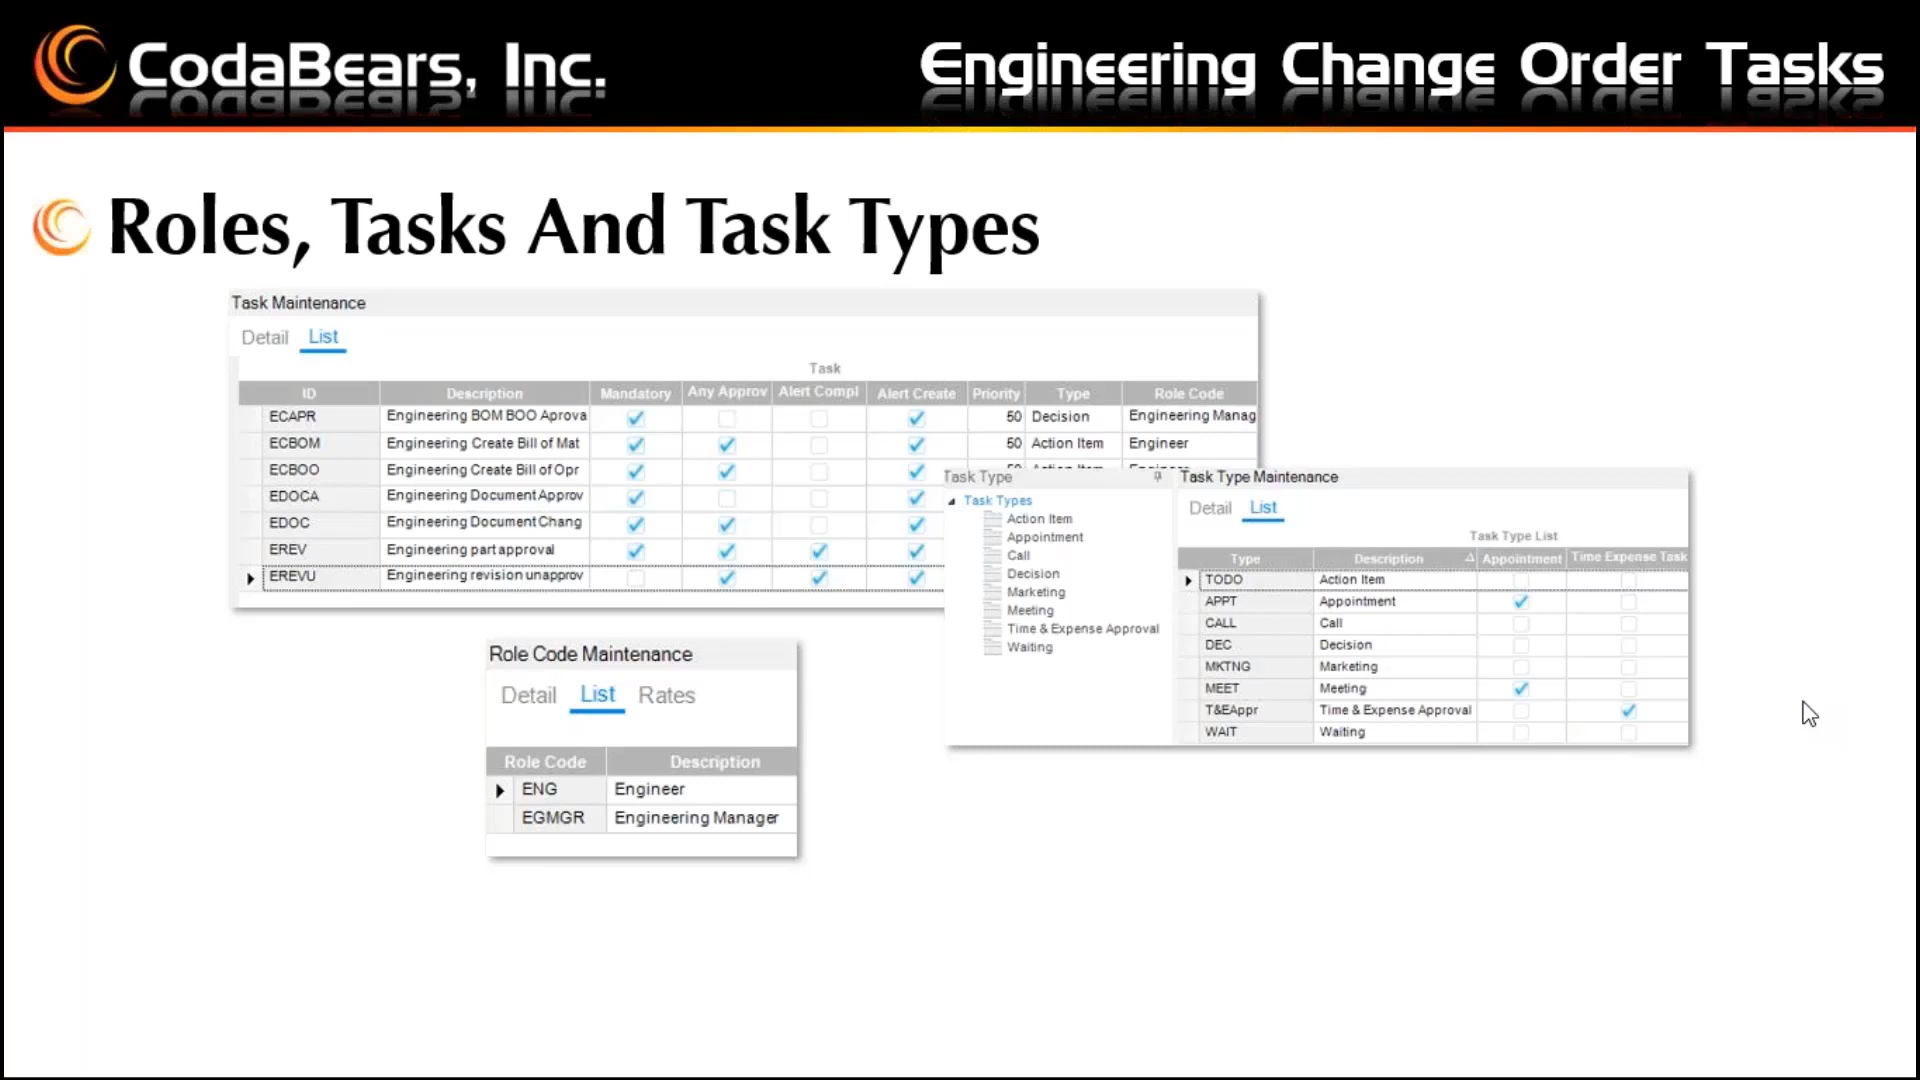 CodaBears, Inc.
Engineering Change Order Tasks
Roles, Tasks And Task Types
Task Maintenance
Detail List
Task
ID Description Mandatory Any Approv Alert Compl Alert Create Priority Type Role Code
ECAPR Engineering BOM BOO Aprova 50 Decision Engineering Manag
ECBOM Engineering Create Bill of Mat 50 Action Item Engineer
ECBOO Engineering Create Bill of Opr
EDOCA Engineering Document Approv
EDOC Engineering Document Chang
EREV Engineering part approval
EREVU Engineering revision unapprov
Task Type
Task Types
Action Item
Appointment
Call
Decision
Marketing
Meeting
Time & Expense Approval
Waiting
Task Type Maintenance
Detail List
Task Type List
Type Description Appointment Time Expense Task
TODO Action Item
APPT Appointment
CALL Call
DEC Decision
MKTNG Marketing
MEET Meeting
T&EAppr Time & Expense Approval
WAIT Waiting
Role Code Maintenance
Detail List Rates
Role Code Description
ENG Engineer
EGMGR Engineering Manager